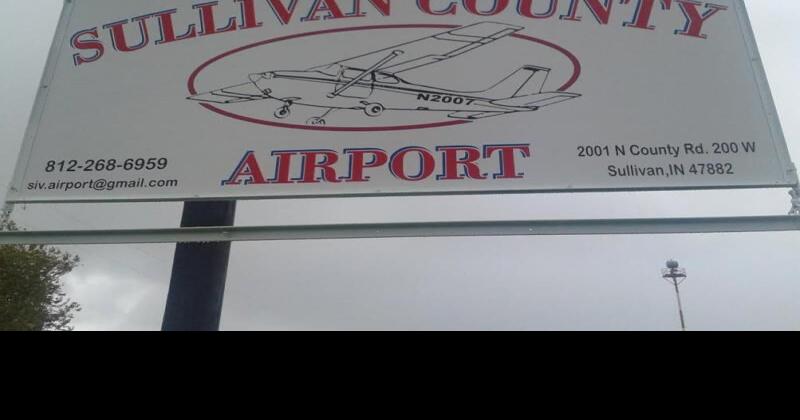 SULLIVAN COUNTY
N2007
AIRPORT
812-268-6959
siv.airport@gmail.com
2001 N County Rd. 200 W
Sullivan,IN 47882